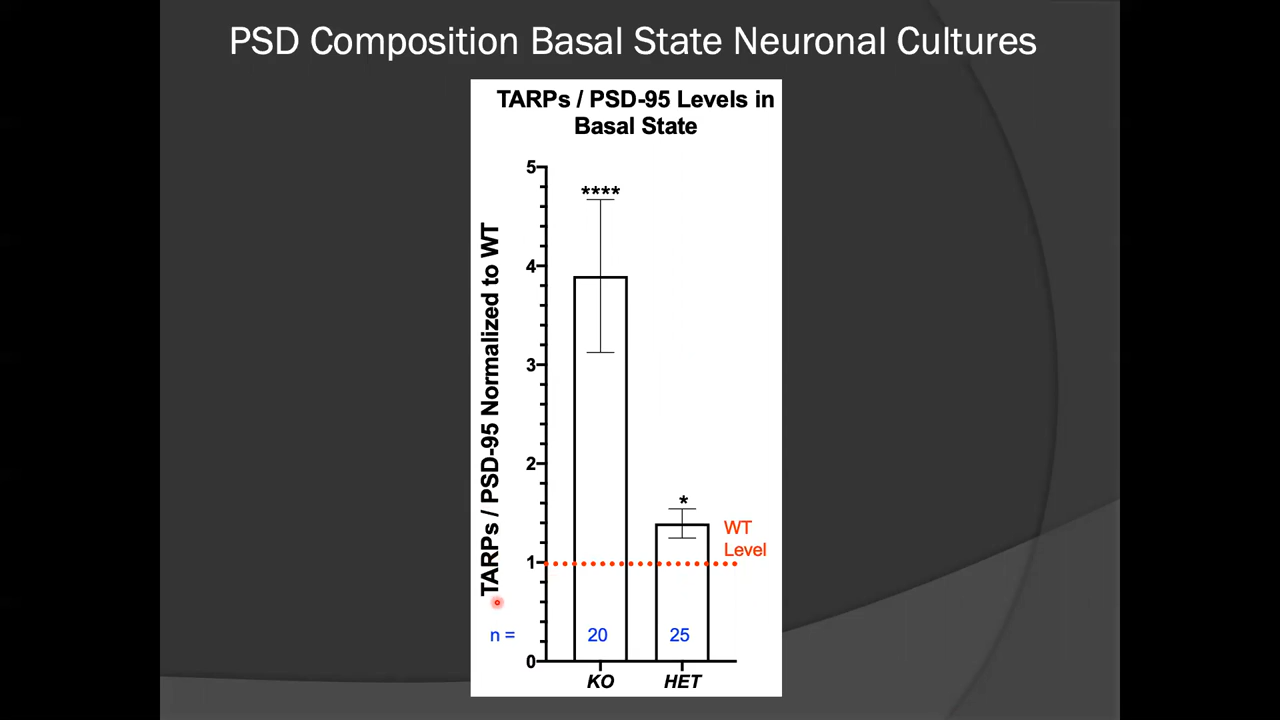 PSD Composition Basal State Neuronal Cultures
TARPs / PSD-95 Levels in
Basal State
TARPs / PSD-95 Normalized to WT
5
4
3
2
1
0
****
*
WT
Level
n =
20
25
KO
HET